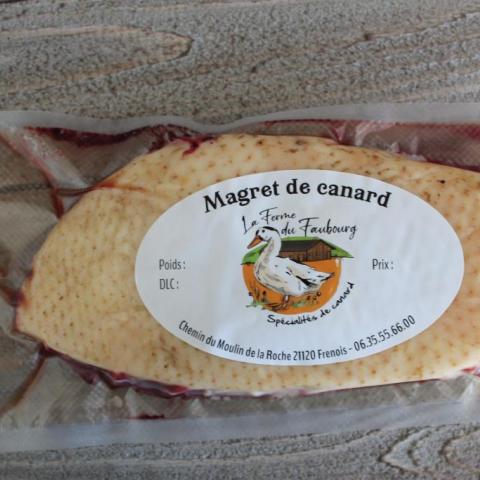 Magret de canard
La Ferme
du Faubourg
Poids :
Prix :
DLC :
Spécialités de canard
Chemin du Moulin de la Roche 21120 Frenois - 06.35.55.66.00